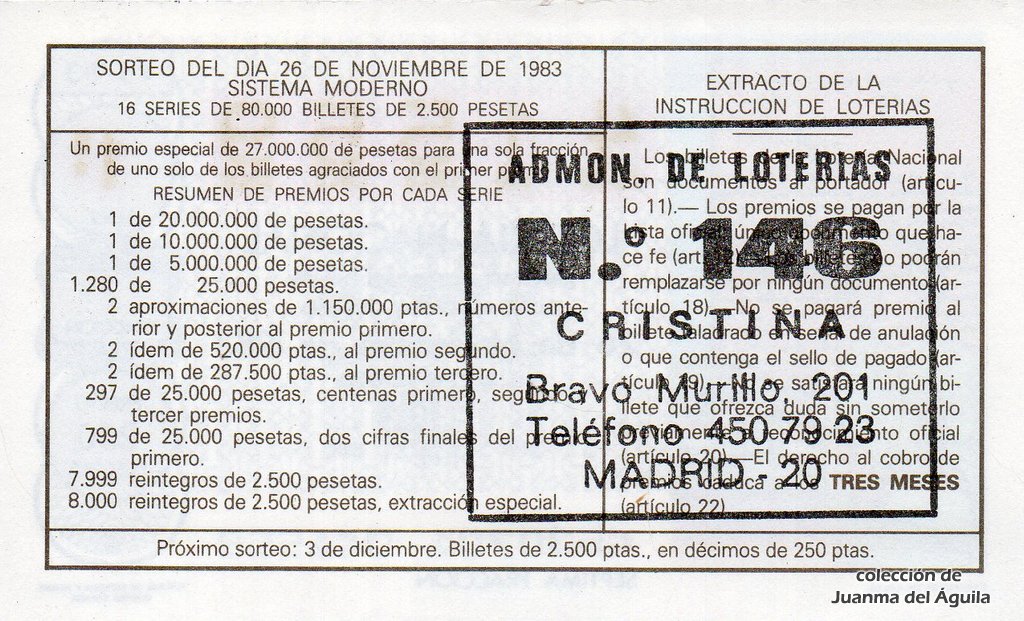 SORTEO DEL DIA 26 DE NOVIEMBRE DE 1983
SISTEMA MODERNO
16 SERIES DE 80.000 BILLETES DE 2.500 PESETAS
Un premio especial de 27.000.000 de pesetas para una sola fracción
de uno solo de los billetes agraciados con el primer
RESUMEN DE PREMIOS POR CADA SERIE
1 de 20.000.000 de pesetas.
1 de 10.000.000 de pesetas.
1 de 5.000.000 de pesetas.
1.280 de 25.000 pesetas.
2 aproximaciones de 1.150.000 ptas., números ante-
rior y posterior al premio primero.
2 ídem de 520.000 ptas., al premio segundo.
2 ídem de 287.500 ptas., al premio tercero.
297 de 25.000 pesetas, centenas primero, segundo y
tercer premios.
799 de 25.000 pesetas, dos cifras finales del premio
primero.
7.999 reintegros de 2.500 pesetas.
8.000 reintegros de 2.500 pesetas, extracción especial.
EXTRACTO DE LA
INSTRUCCION DE LOTERIAS
Los billetes de la Lotería Nacional
son documentos al portador (artícu-
lo 11).— Los premios se pagan por la
Lista oficial, único documento que ha-
ce fe (art. 12).— Los billetes no podrán
remplazarse por ningún documento (ar-
tículo 18).—No se pagará premio al
billete taladrado en señal de anulación
o que contenga el sello de pagado (ar-
tículo 19).—No se satisfará ningún bi-
llete que ofrezca duda sin someterlo
previamente a reconocimiento oficial
(artículo 20).—El derecho al cobro de
premios caduca a los TRES MESES
(artículo 22)
ADMON. DE LOTERIAS
N.º 146
CRISTINA
Bravo Murillo, 201
Teléfono 450 79 23
MADRID - 20
Próximo sorteo: 3 de diciembre. Billetes de 2.500 ptas., en décimos de 250 ptas.
colección de
Juanma del Águila